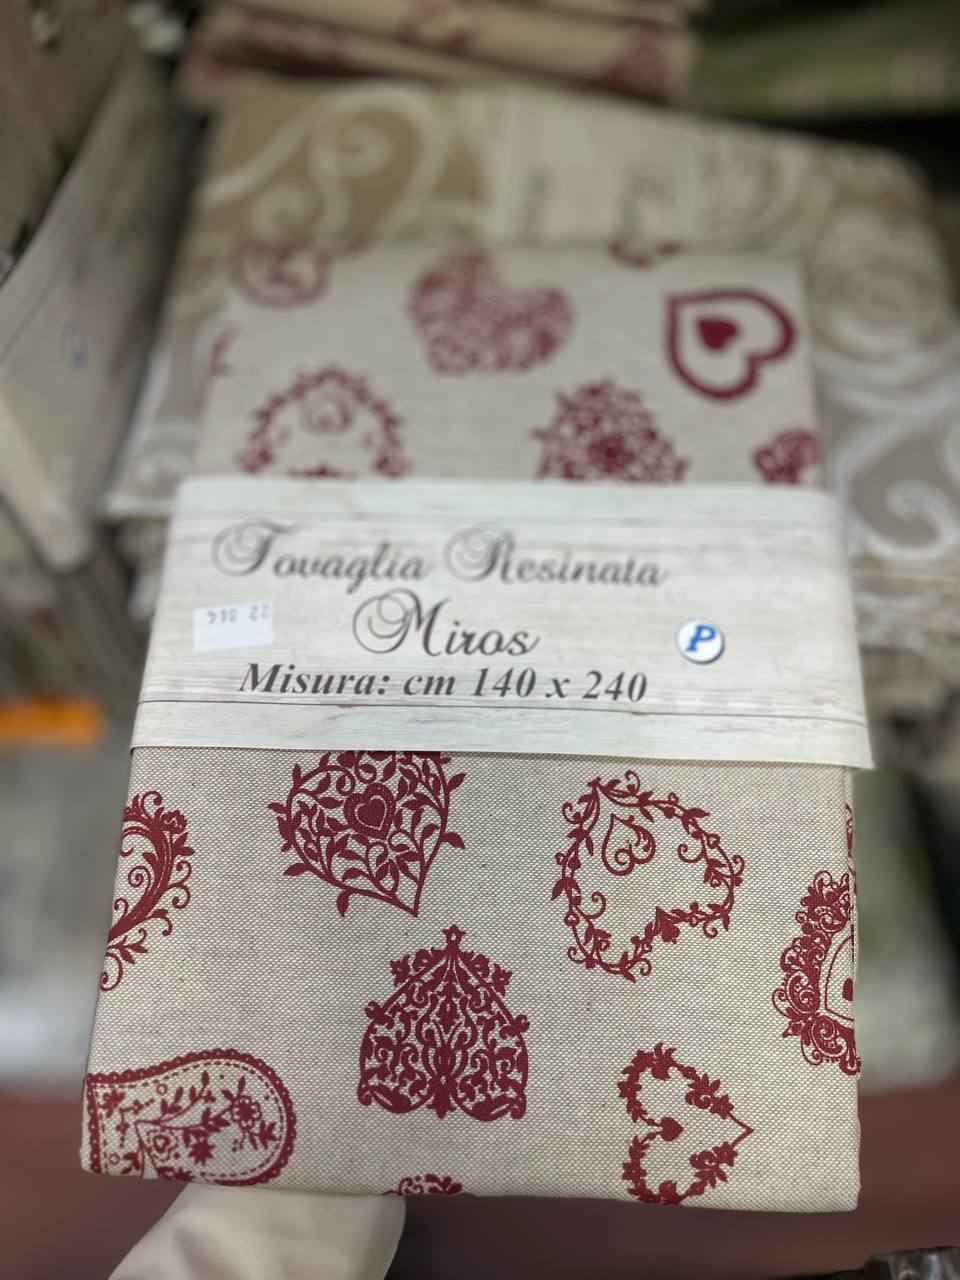 Tovaglia Resinata
Miros
Misura: cm 140 x 240
P